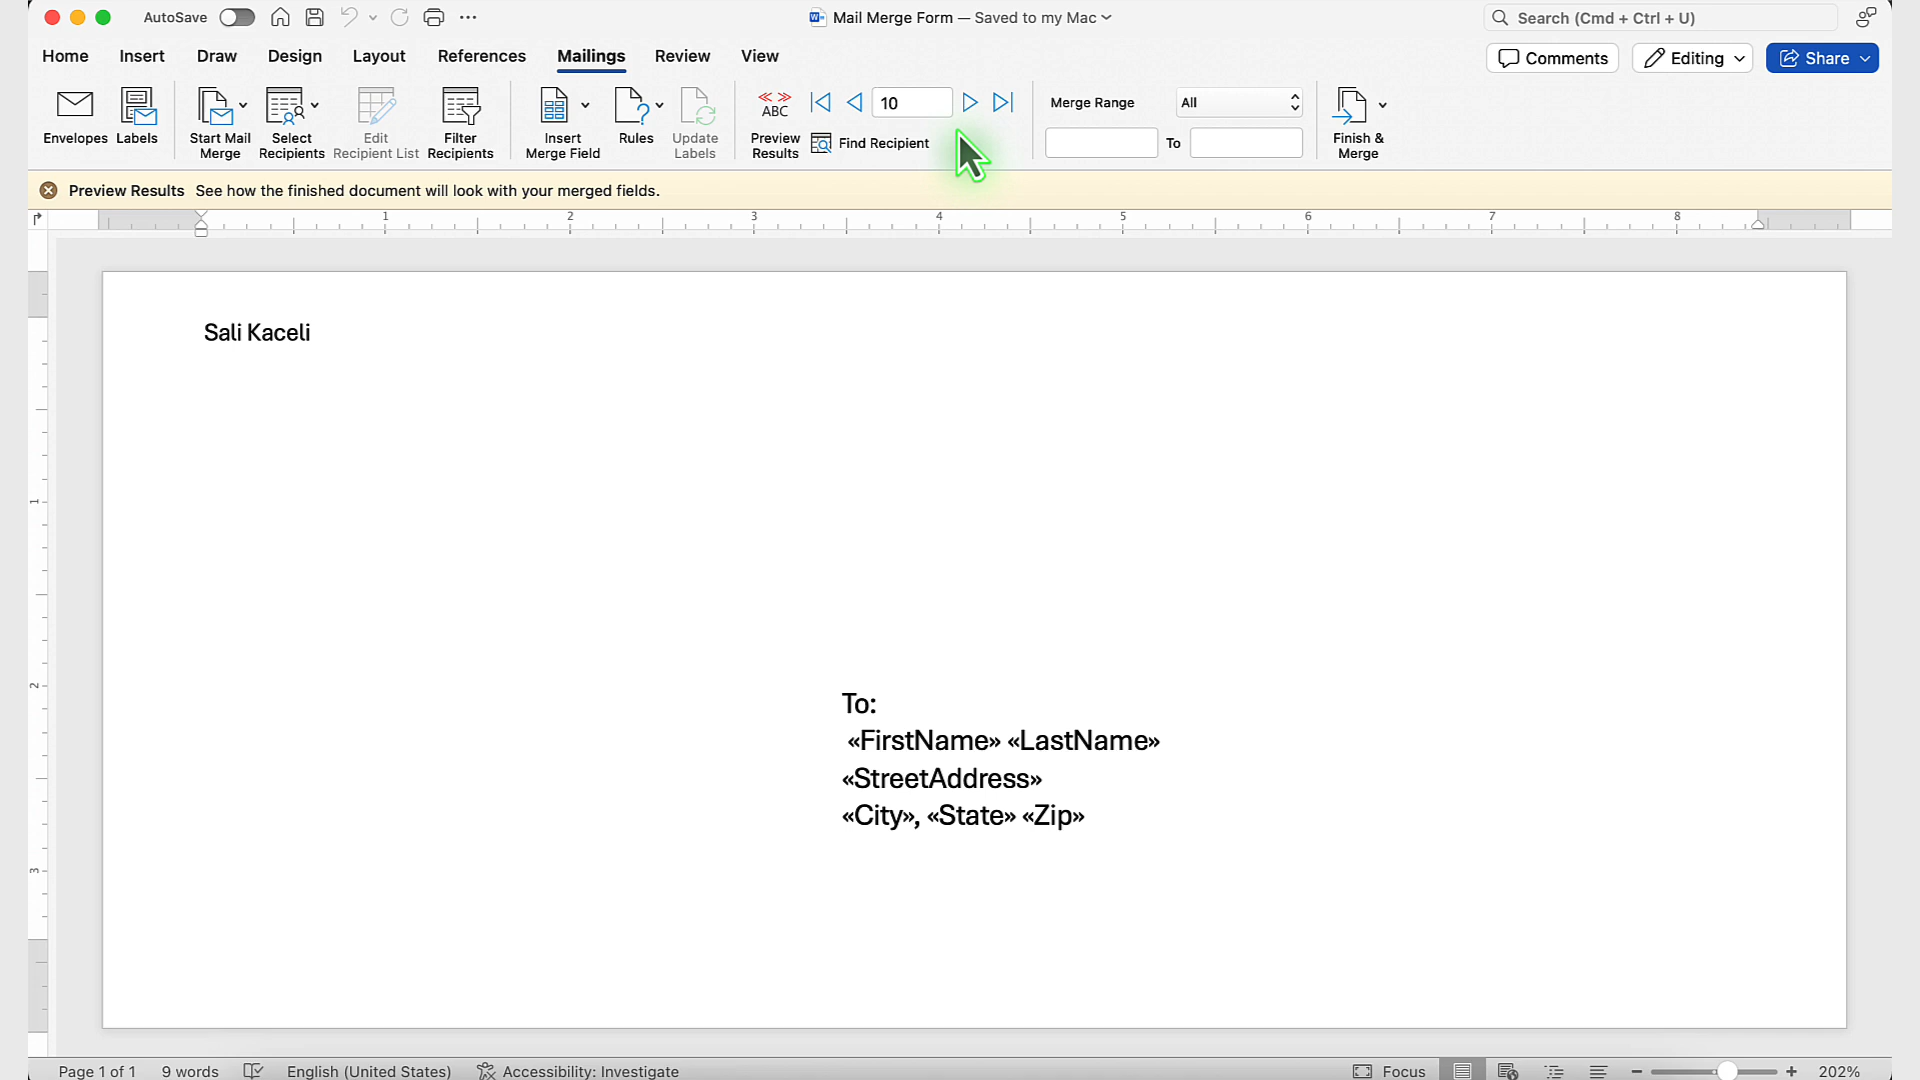 AutoSave
Mail Merge Form — Saved to my Mac
Search (Cmd + Ctrl + U)
Home Insert Draw Design Layout References Mailings Review View
Comments Editing Share
Envelopes
Labels
Start Mail
Merge
Select
Recipients
Edit
Recipient List
Filter
Recipients
Insert
Merge Field
Rules
Update
Labels
ABC
Preview
Results
10
Find Recipient
Merge Range All
To
Finish &
Merge
Preview Results See how the finished document will look with your merged fields.
1 2 3 4 5 6 7 8
1
2
3
Sali Kaceli
To:
«FirstName» «LastName»
«StreetAddress»
«City», «State» «Zip»
Page 1 of 1 9 words English (United States) Accessibility: Investigate Focus 202%